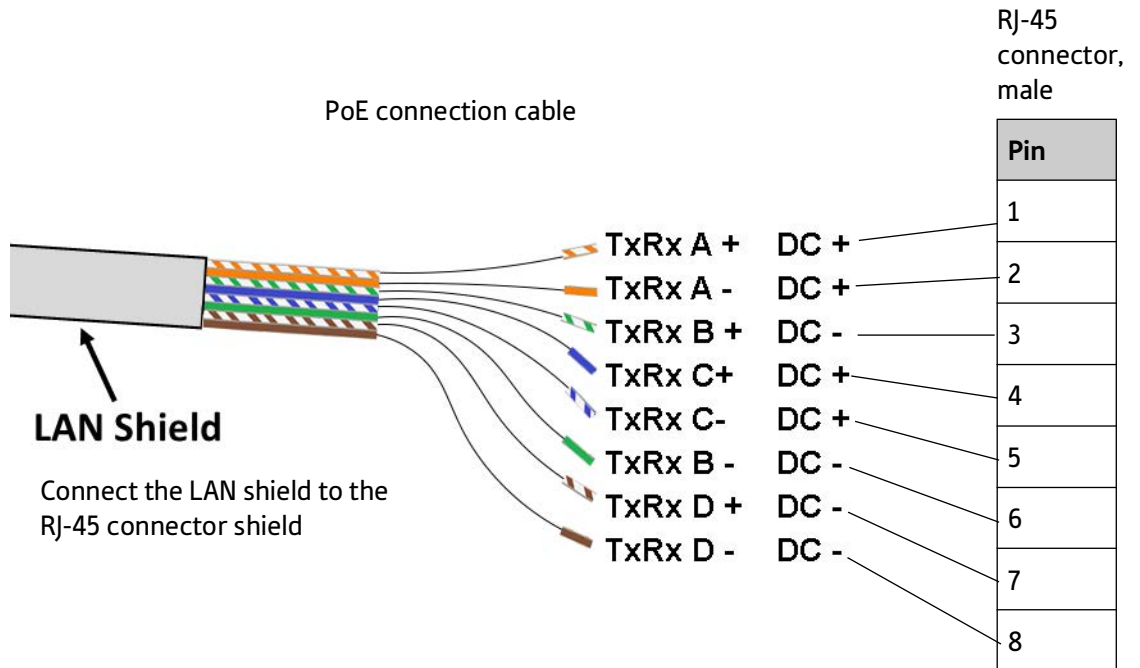 RJ-45
connector,
male
PoE connection cable
Pin
1
TxRx A + DC +
2
TxRx A - DC +
TxRx B + DC -
3
TxRx C+ DC +
4
TxRx C- DC +
LAN Shield
5
TxRx B - DC -
Connect the LAN shield to the
RJ-45 connector shield
TxRx D + DC -
6
TxRx D - DC -
7
8